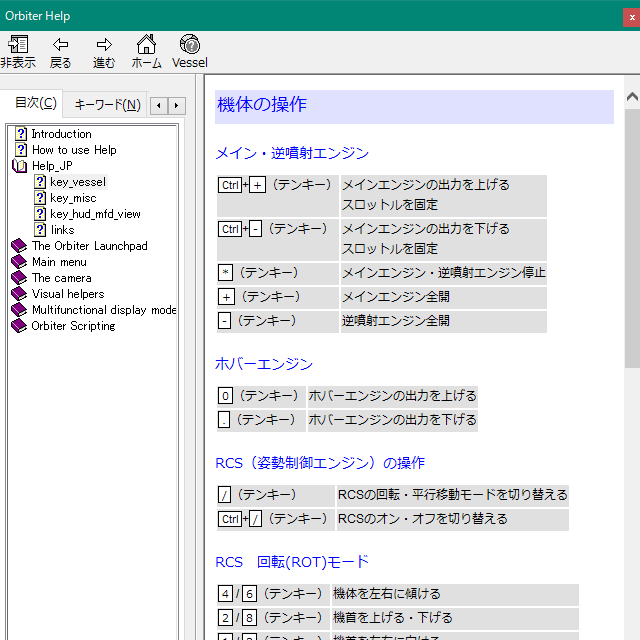 Orbiter Help
x
非表示
戻る
進む
ホーム
Vessel
目次(C)
キーワード(N)
Introduction
How to use Help
Help_JP
key_vessel
key_misc
key_hud_mfd_view
links
The Orbiter Launchpad
Main menu
The camera
Visual helpers
Multifunctional display mode
Orbiter Scripting
機体の操作
メイン・逆噴射エンジン
Ctrl+ + （テンキー） メインエンジンの出力を上げる
スロットルを固定
Ctrl+ - （テンキー） メインエンジンの出力を下げる
スロットルを固定
* （テンキー） メインエンジン・逆噴射エンジン停止
+ （テンキー） メインエンジン全開
- （テンキー） 逆噴射エンジン全開
ホバーエンジン
0 （テンキー） ホバーエンジンの出力を上げる
. （テンキー） ホバーエンジンの出力を下げる
RCS（姿勢制御エンジン）の操作
/ （テンキー） RCSの回転・平行移動モードを切り替える
Ctrl+ / （テンキー） RCSのオン・オフを切り替える
RCS　回転(ROT)モード
4 / 6 （テンキー） 機体を左右に傾ける
2 / 8 （テンキー） 機首を上げる・下げる